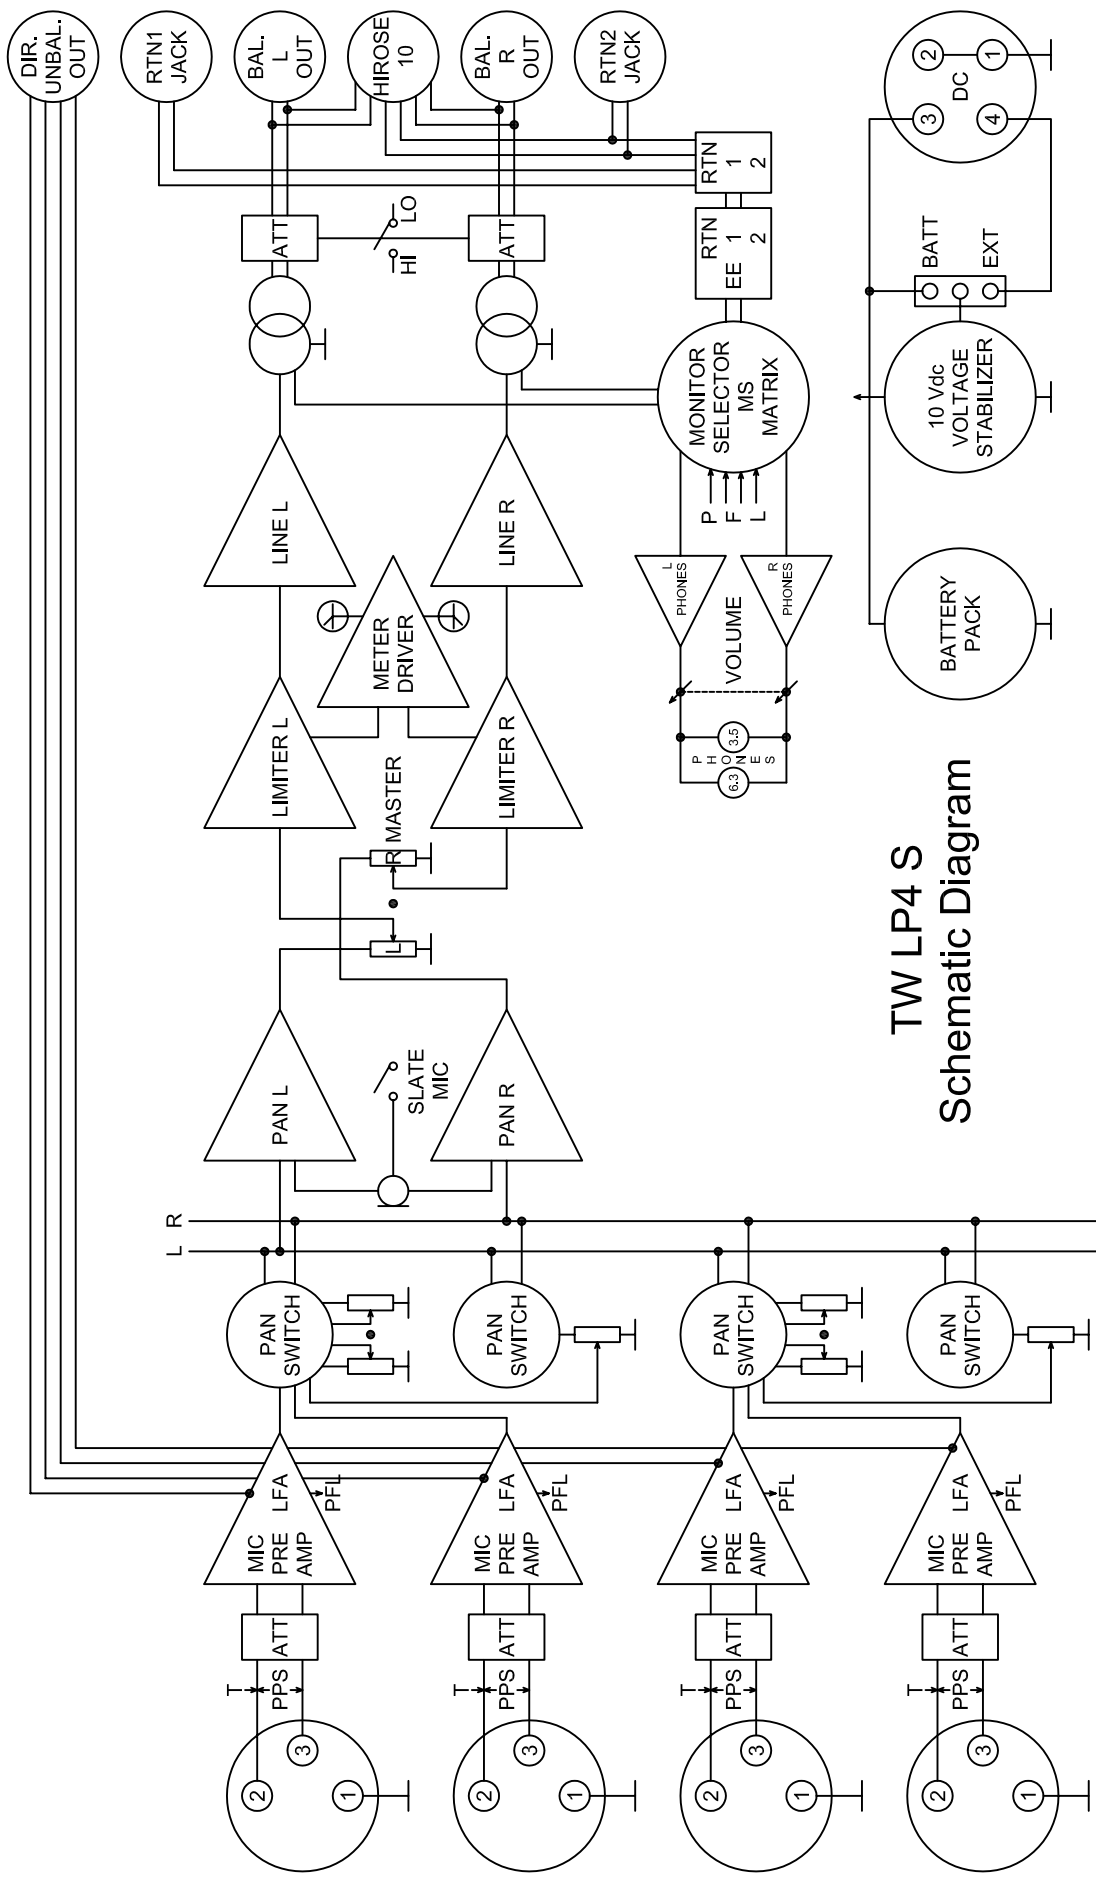 DIR.
UNBAL.
OUT
RTN1
JACK
BAL.
L
OUT
HIROSE
10
BAL.
R
OUT
RTN2
JACK
2
1
DC
3
4
ATT
HI
LO
ATT
RTN
1
2
RTN
EE 1
2
MONITOR
SELECTOR
MS
MATRIX
P
F
L
BATT
EXT
10 Vdc
VOLTAGE
STABILIZER
BATTERY
PACK
LINE L
LINE R
METER
DRIVER
LIMITER L
LIMITER R
L
PHONES
R
PHONES
VOLUME
3.5
PHONES
6.3
L
R MASTER
PAN L
PAN R
SLATE
MIC
TW LP4 S
Schematic Diagram
L
R
PAN
SWITCH
PAN
SWITCH
PAN
SWITCH
PAN
SWITCH
MIC
PRE LFA
AMP
PFL
MIC
PRE LFA
AMP
PFL
MIC
PRE LFA
AMP
PFL
MIC
PRE LFA
AMP
PFL
ATT
ATT
ATT
ATT
T
PPS
T
PPS
T
PPS
T
PPS
2
3
1
2
3
1
2
3
1
2
3
1